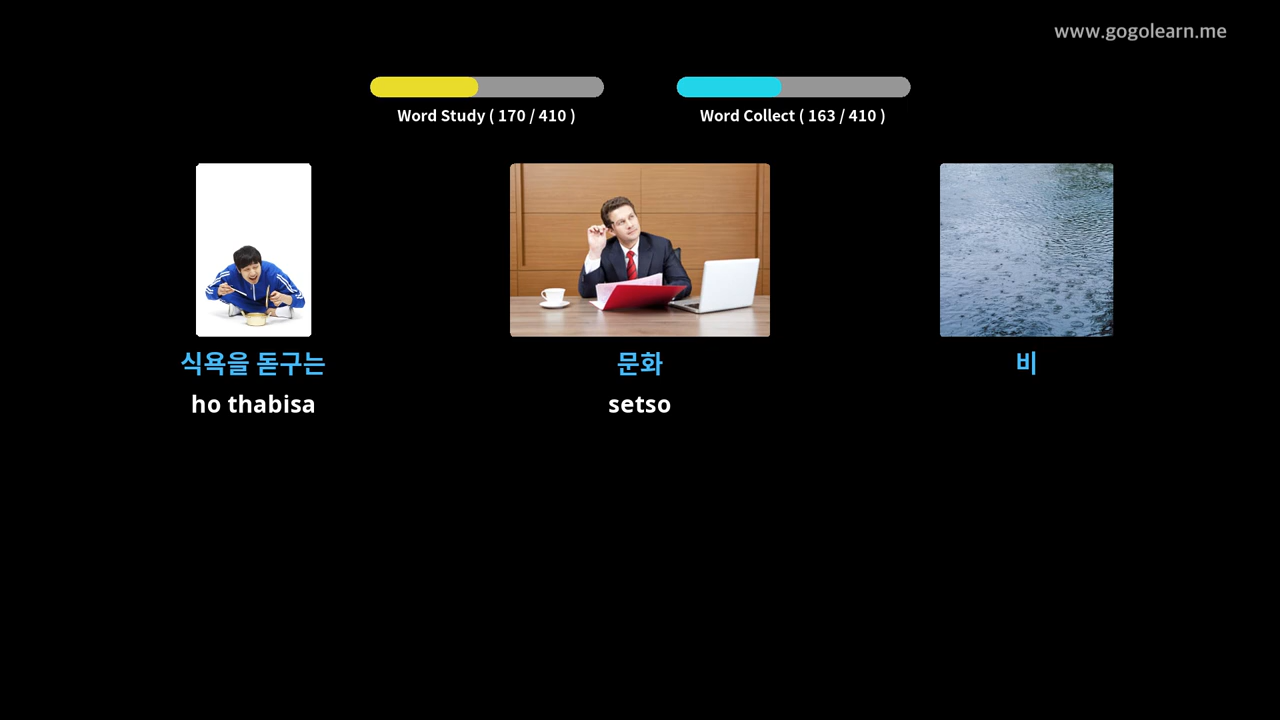 www.gogolearn.me
Word Study ( 170 / 410 )
Word Collect ( 163 / 410 )
식욕을 돋구는
문화
비
ho thabisa
setso